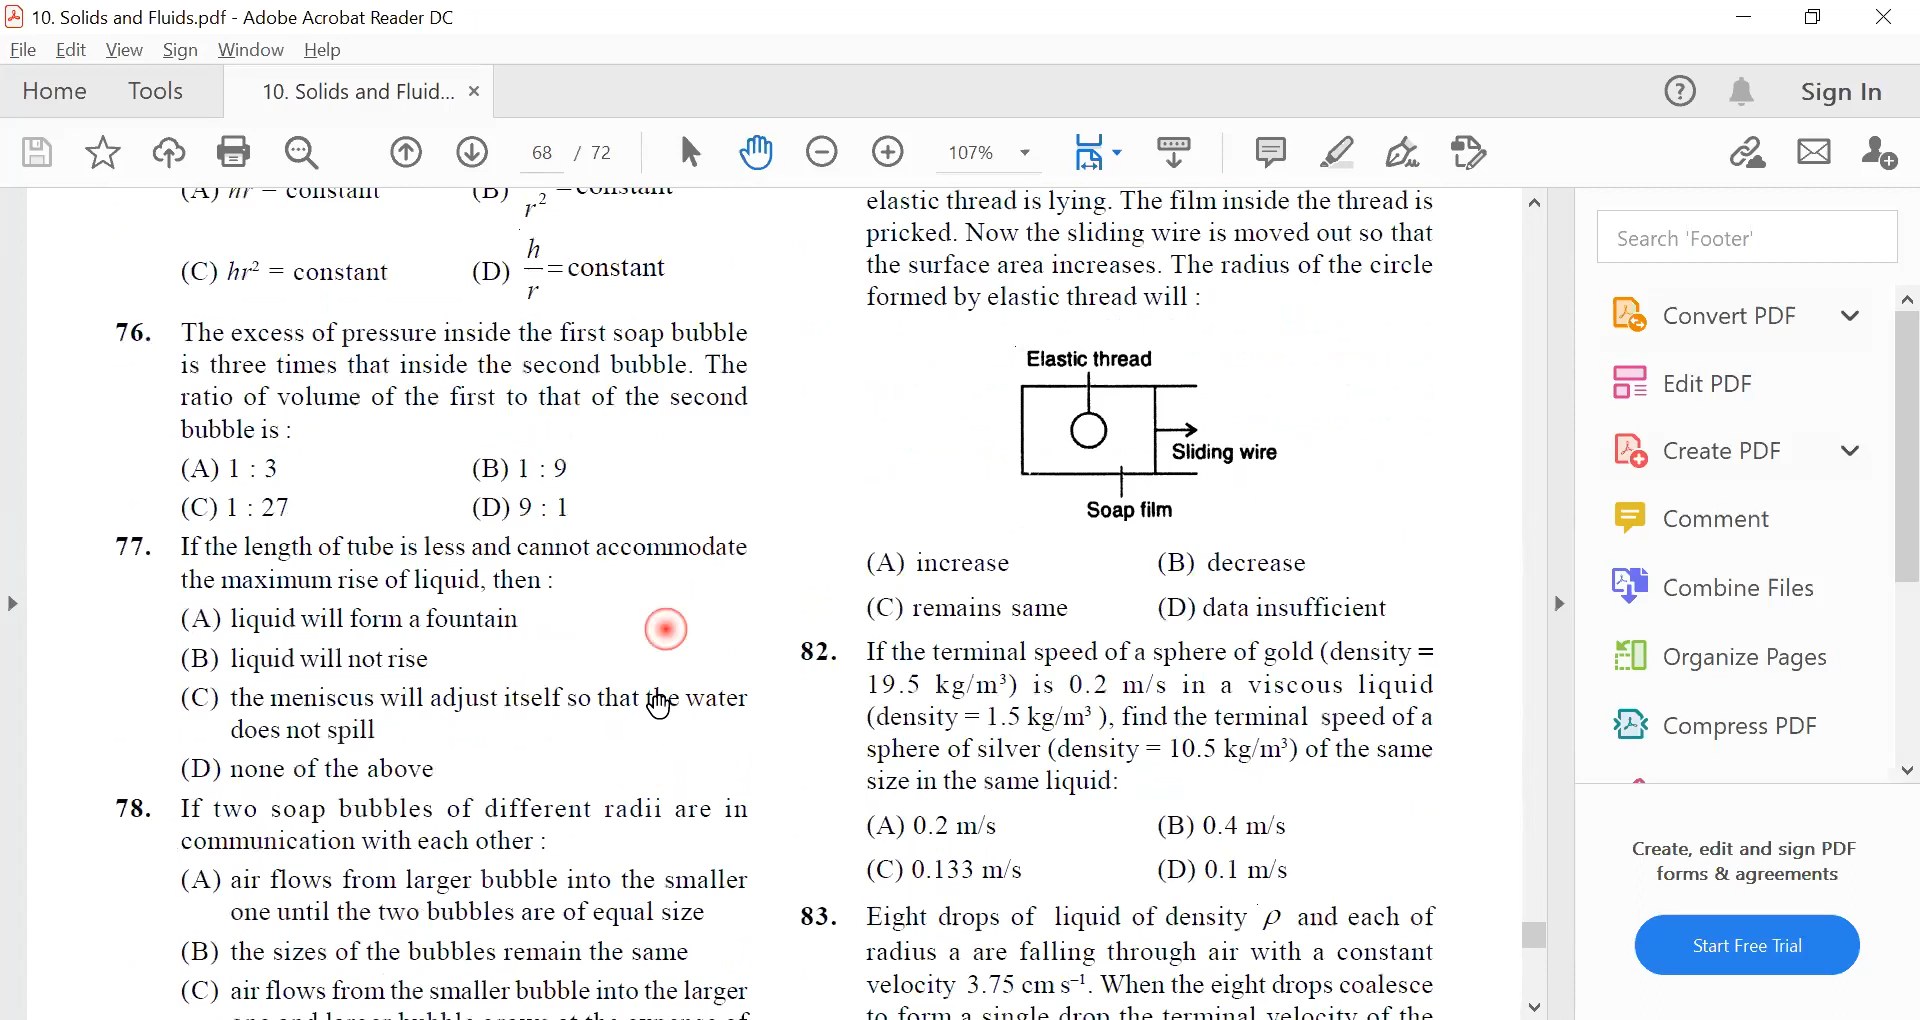 10. Solids and Fluids.pdf - Adobe Acrobat Reader DC
File Edit View Sign Window Help
Home Tools 10. Solids and Fluid... ×
? Sign In
68 / 72 107%
(A) hr = constant (B) r² = constant
(C) hr² = constant (D) h/r = constant
76. The excess of pressure inside the first soap bubble
is three times that inside the second bubble. The
ratio of volume of the first to that of the second
bubble is :
(A) 1 : 3 (B) 1 : 9
(C) 1 : 27 (D) 9 : 1
77. If the length of tube is less and cannot accommodate
the maximum rise of liquid, then :
(A) liquid will form a fountain
(B) liquid will not rise
(C) the meniscus will adjust itself so that the water
does not spill
(D) none of the above
78. If two soap bubbles of different radii are in
communication with each other :
(A) air flows from larger bubble into the smaller
one until the two bubbles are of equal size
(B) the sizes of the bubbles remain the same
(C) air flows from the smaller bubble into the larger
elastic thread is lying. The film inside the thread is
pricked. Now the sliding wire is moved out so that
the surface area increases. The radius of the circle
formed by elastic thread will :
Elastic thread
Sliding wire
Soap film
(A) increase (B) decrease
(C) remains same (D) data insufficient
82. If the terminal speed of a sphere of gold (density =
19.5 kg/m³) is 0.2 m/s in a viscous liquid
(density = 1.5 kg/m³ ), find the terminal speed of a
sphere of silver (density = 10.5 kg/m³) of the same
size in the same liquid:
(A) 0.2 m/s (B) 0.4 m/s
(C) 0.133 m/s (D) 0.1 m/s
83. Eight drops of liquid of density ρ and each of
radius a are falling through air with a constant
velocity 3.75 cm s⁻¹. When the eight drops coalesce
to form a single drop the terminal velocity of the
Search 'Footer'
Convert PDF
Edit PDF
Create PDF
Comment
Combine Files
Organize Pages
Compress PDF
Create, edit and sign PDF
forms & agreements
Start Free Trial